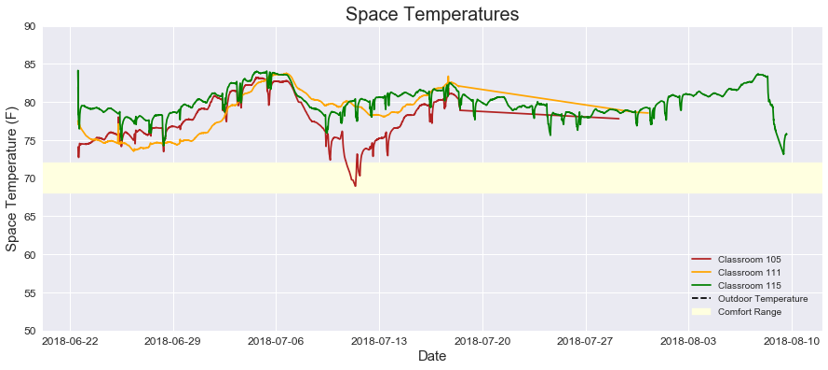 Space Temperatures
Space Temperature (F)
90
85
80
75
70
65
60
55
50
Classroom 105
Classroom 111
Classroom 115
Outdoor Temperature
Comfort Range
2018-06-22 2018-06-29 2018-07-06 2018-07-13 2018-07-20 2018-07-27 2018-08-03 2018-08-10
Date